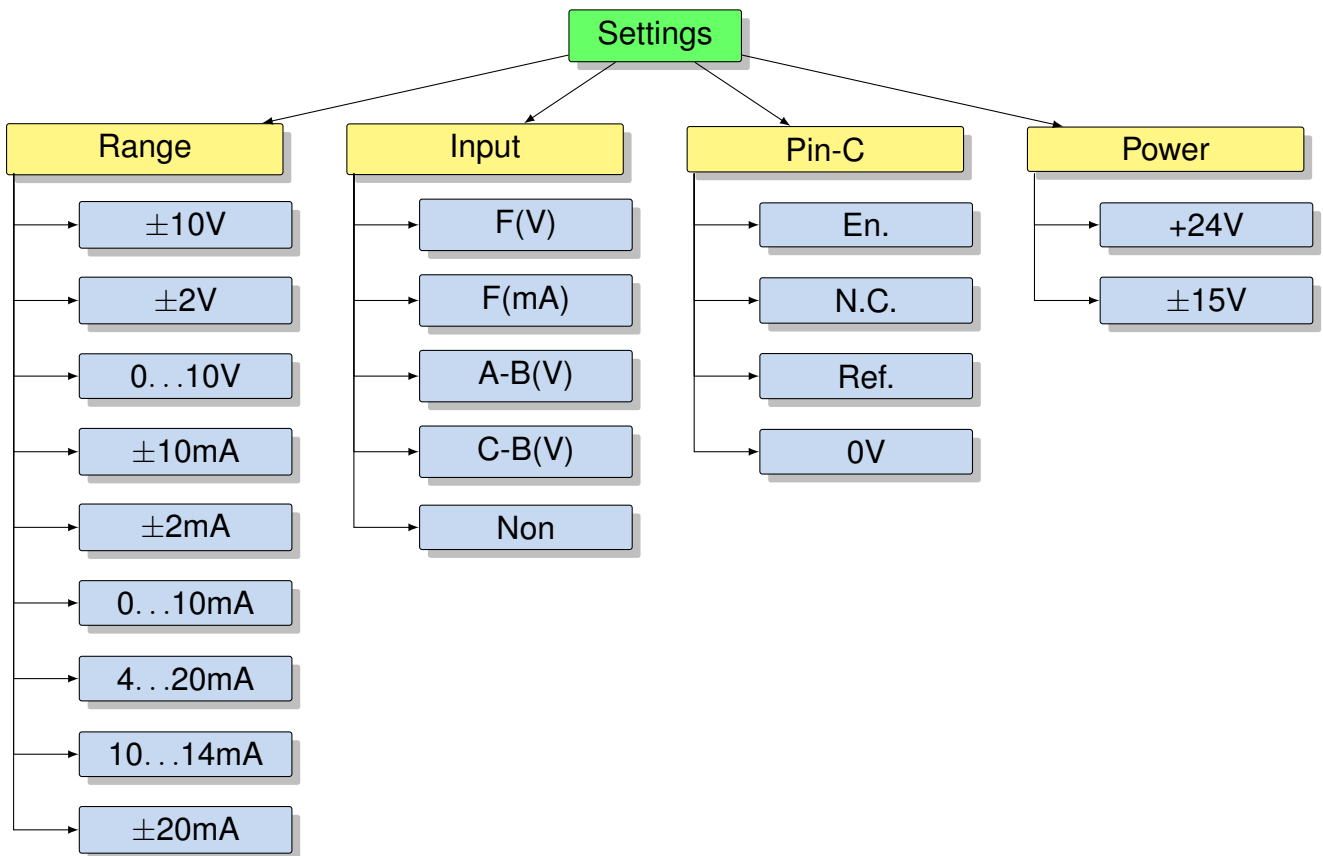 Settings
Range
±10V
±2V
0...10V
±10mA
±2mA
0...10mA
4...20mA
10...14mA
±20mA
Input
F(V)
F(mA)
A-B(V)
C-B(V)
Non
Pin-C
En.
N.C.
Ref.
0V
Power
+24V
±15V